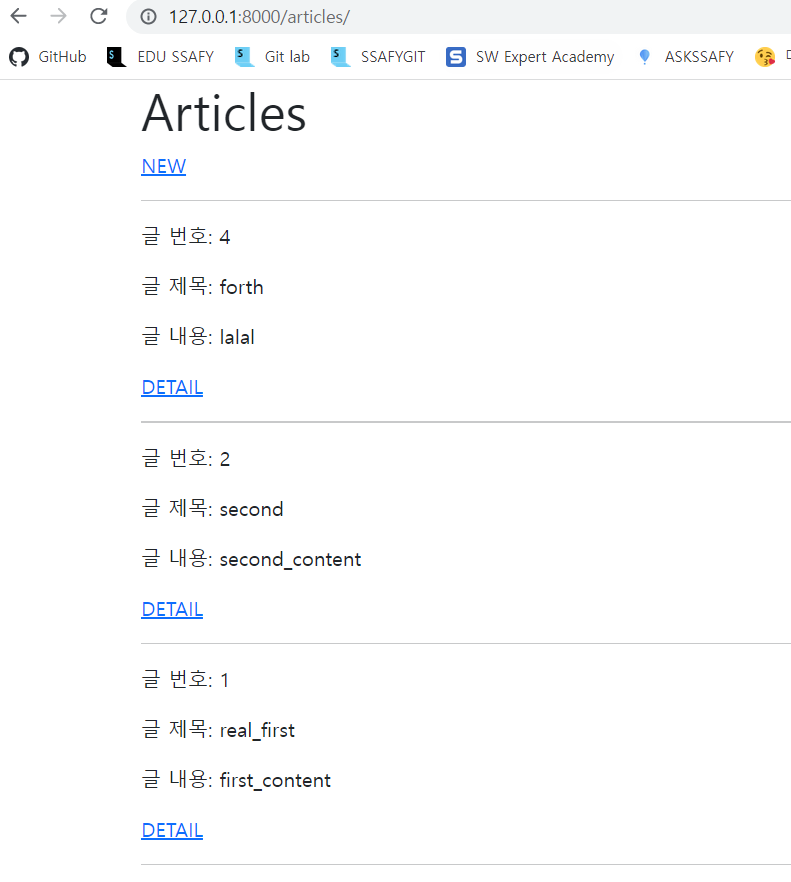 127.0.0.1:8000/articles/
GitHub EDU SSAFY Git lab SSAFYGIT SW Expert Academy ASKSSAFY
Articles
NEW
글 번호: 4
글 제목: forth
글 내용: lalal
DETAIL
글 번호: 2
글 제목: second
글 내용: second_content
DETAIL
글 번호: 1
글 제목: real_first
글 내용: first_content
DETAIL